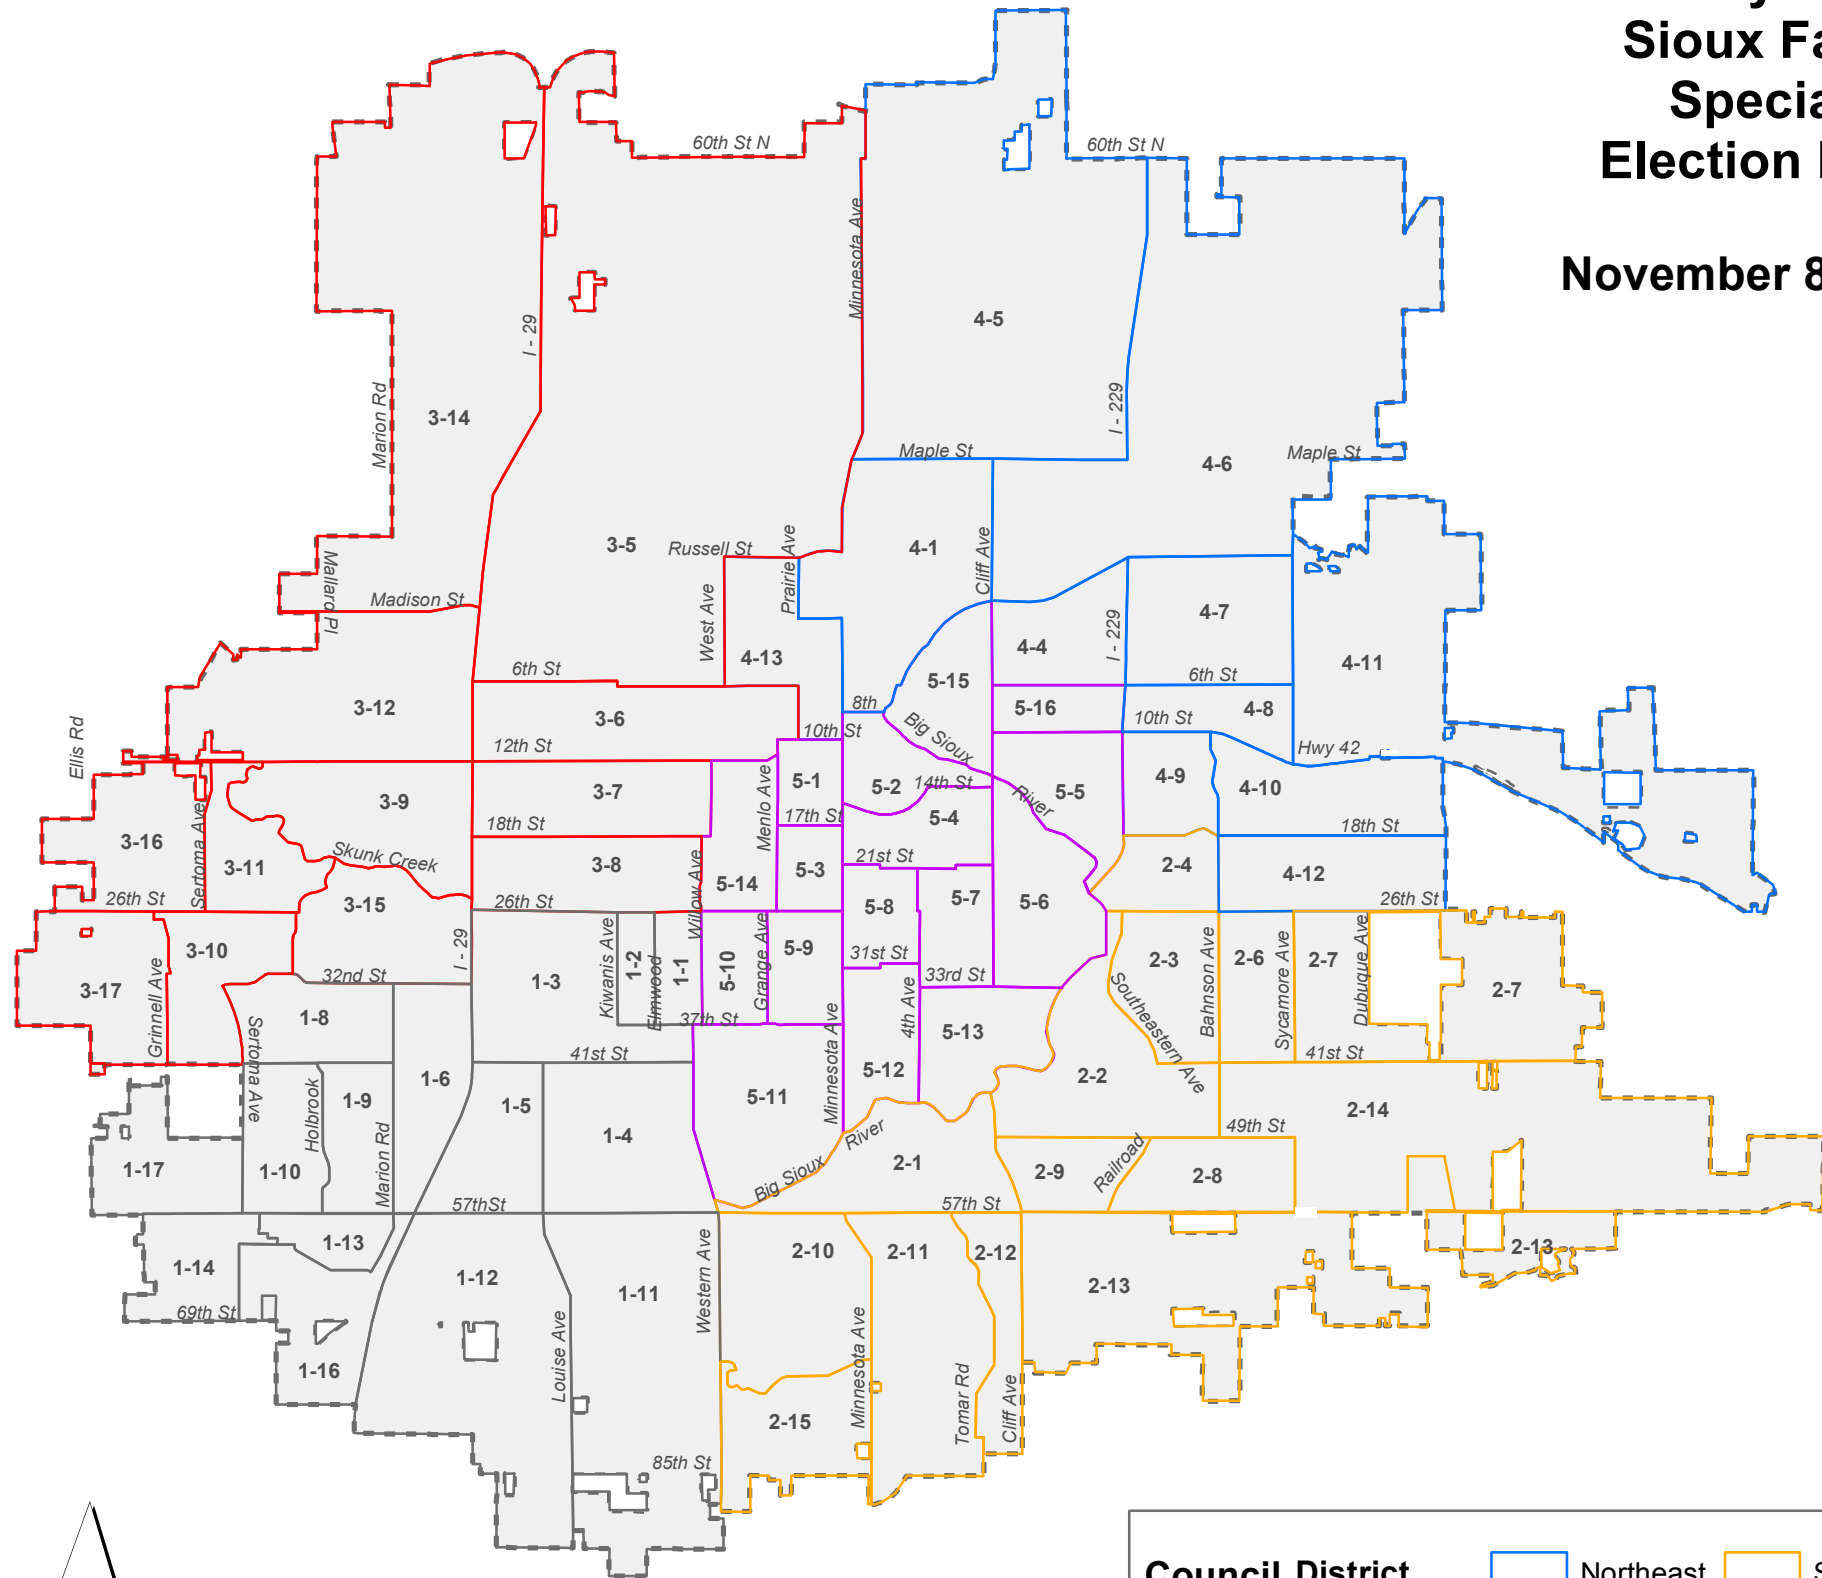 Sioux Fa
Specia
Election
November 8
60th St N
60th St N
Minnesota Ave
4-5
I - 29
I - 229
Marion Rd
3-14
Maple St
4-6
Maple St
3-5
Russell St
Prairie Ave
4-1
Cliff Ave
Mallard Pl
Madison St
West Ave
4-13
4-7
I - 229
4-4
4-11
6th St
6th St
5-15
3-12
3-6
8th
5-16
4-8
10th St
10th St
Big Sioux
Ellis Rd
12th St
Hwy 42
3-9
3-7
Menlo Ave
5-1
5-2
14th St
River
5-5
4-9
4-10
3-16
Sertoma Ave
18th St
17th St
5-4
18th St
3-11
Skunk Creek
3-8
Willow Ave
5-14
5-3
21st St
2-4
4-12
26th St
3-15
26th St
5-8
5-7
5-6
26th St
3-10
I - 29
Kiwanis Ave
1-2
Elmwood
1-1
5-10
Grange Ave
5-9
31st St
33rd St
2-3
Bahnson Ave
2-6
Sycamore Ave
2-7
Dubuque Ave
2-7
3-17
Grinnell Ave
32nd St
1-3
Southeastern Ave
1-8
Sertoma Ave
37th St
Minnesota Ave
4th Ave
5-13
41st St
41st St
1-6
1-5
5-12
2-2
1-9
Holbrook
Marion Rd
1-4
5-11
2-14
49th St
River
1-17
1-10
Big Sioux
2-1
2-9
Railroad
2-8
57thSt
57th St
1-13
1-14
1-12
1-11
Western Ave
2-10
2-11
2-12
2-13
2-13
69th St
1-16
Louise Ave
Minnesota Ave
Tomar Rd
Cliff Ave
2-15
85th St
Council District
Northeast
S